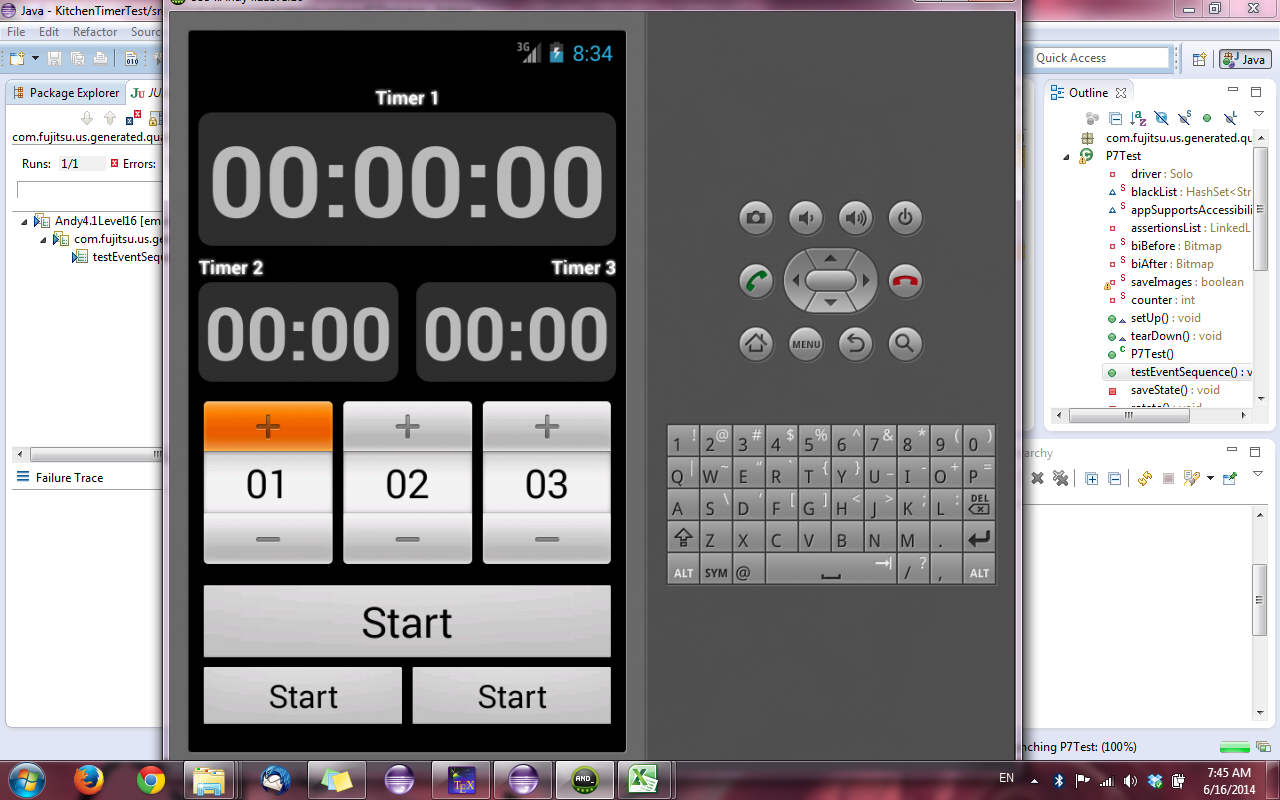 Java - KitchenTimerTest/sr
File Edit Refactor Sourc
Quick Access
Java
Package Explorer
JU
com.fujitsu.us.generated.qua
Runs: 1/1 Errors:
Andy4.1Level16 [em
com.fujitsu.us.ge
testEventSeq
Failure Trace
3G 8:34
Timer 1
00:00:00
Timer 2 Timer 3
00:00 00:00
+ + +
01 02 03
− − −
Start
Start Start
MENU
1 ! 2 @ 3 # 4 $ 5 % 6 ^ 7 & 8 * 9 ( 0 )
Q | W ~ E “ R ` T { Y } U _ I - O + P =
A S \ D ‘ F [ G ] H < J > K ; L : DEL
Z X C V B N M .
ALT SYM @ / ? , ALT
Outline
com.fujitsu.us.generated.qu
P7Test
driver : Solo
blackList : HashSet<Str
appSupportsAccessibili
assertionsList : LinkedL
biBefore : Bitmap
biAfter : Bitmap
saveImages : boolean
counter : int
setUp() : void
tearDown() : void
P7Test()
testEventSequence() : v
saveState() : void
rotate() : void
archy
nching P7Test: (100%)
EN
7:45 AM
6/16/2014